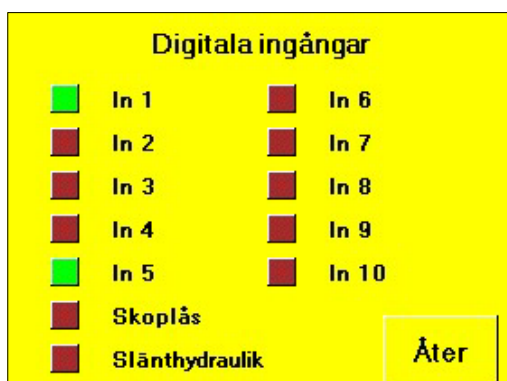 Digitala ingångar
In 1
In 2
In 3
In 4
In 5
Skoplås
Slänthydraulik
In 6
In 7
In 8
In 9
In 10
Åter